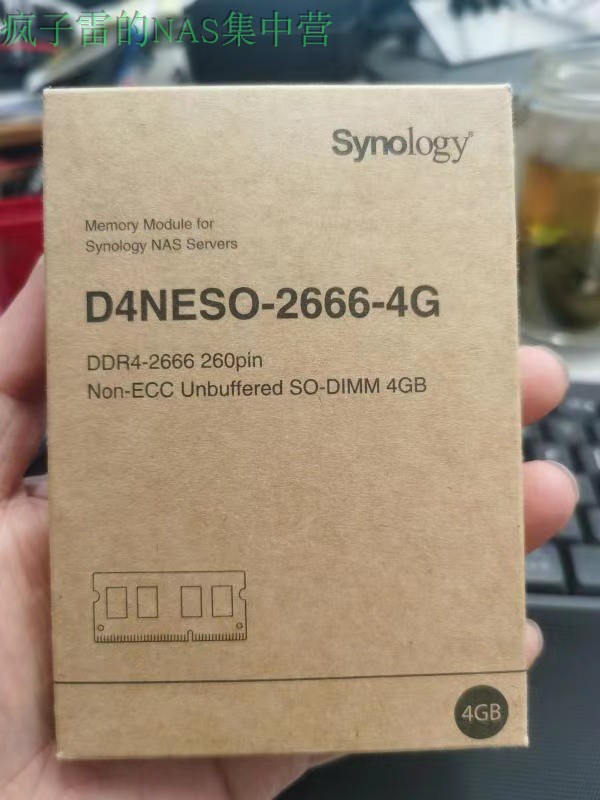 疯子雷的NAS集中营
Synology®
Memory Module for
Synology NAS Servers
D4NESO-2666-4G
DDR4-2666 260pin
Non-ECC Unbuffered SO-DIMM 4GB
4GB